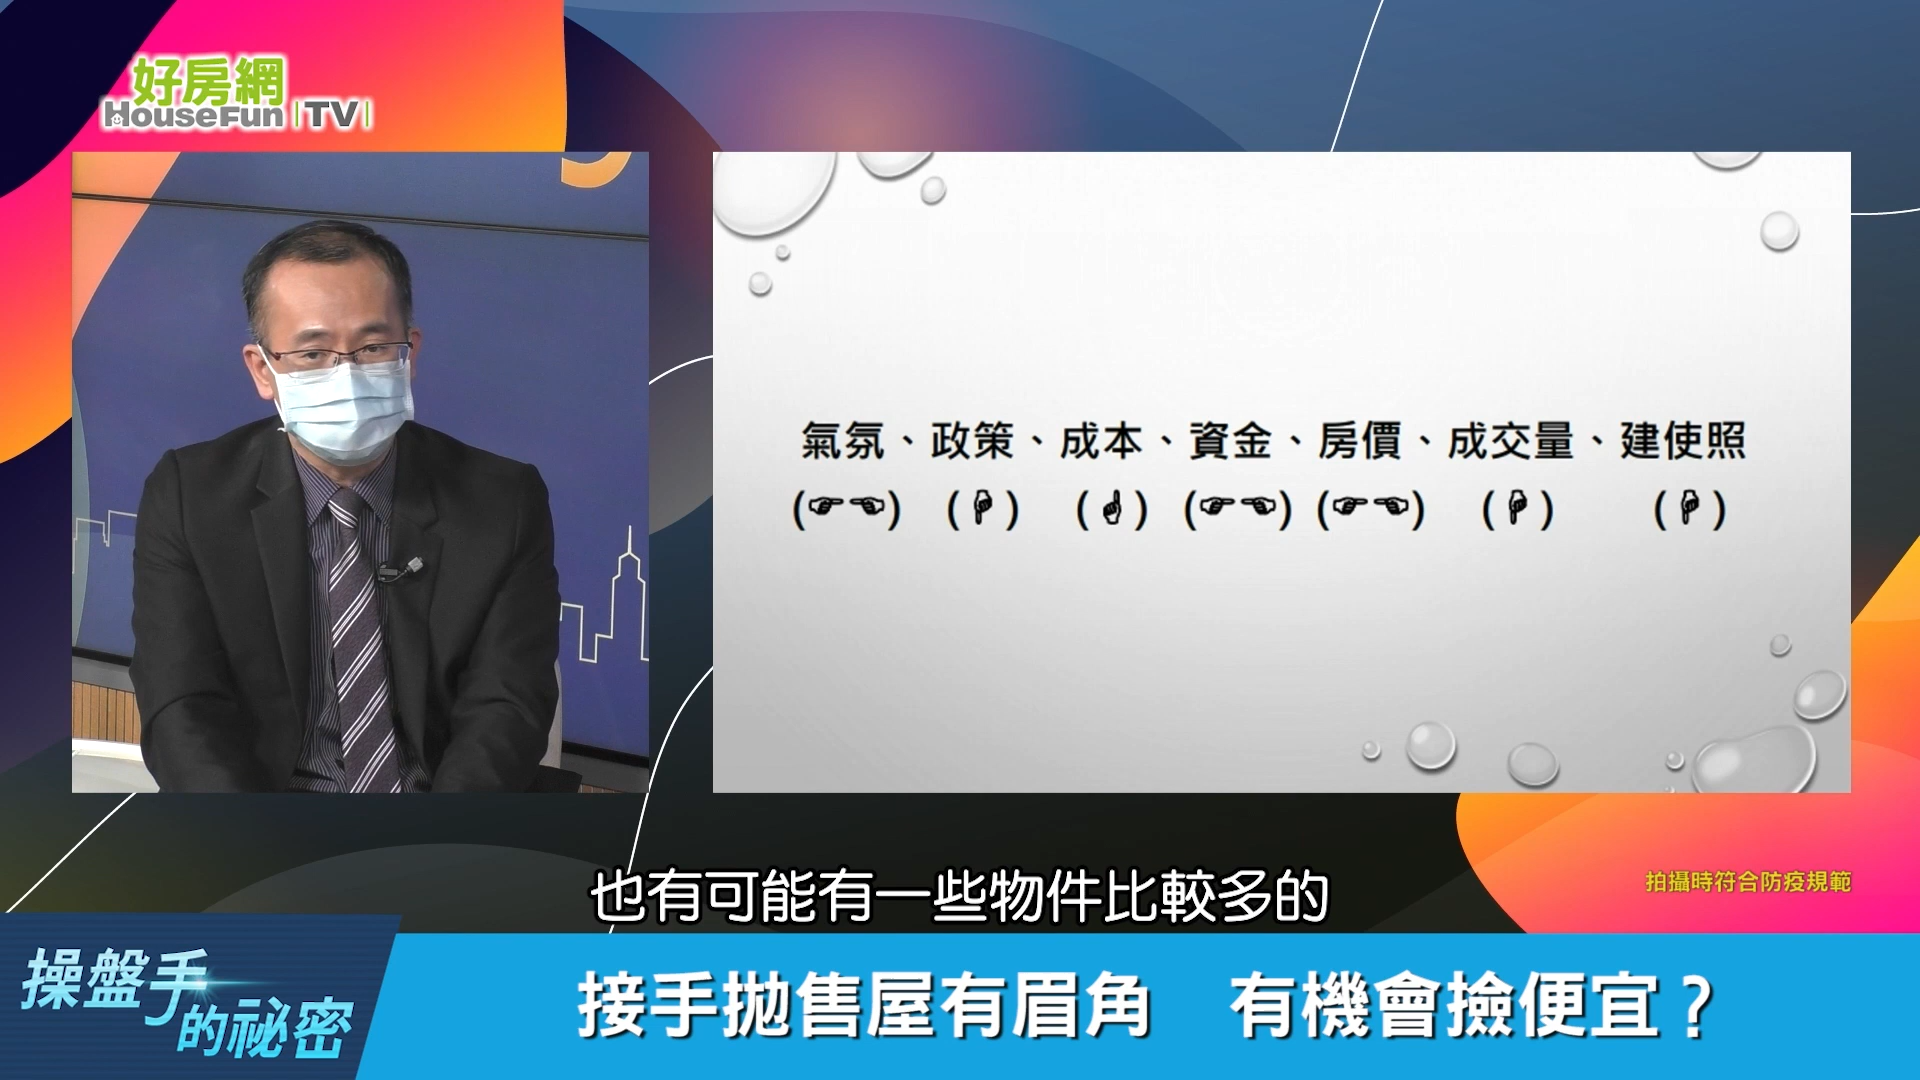 好房網
HouseFun TV
氣氛、政策、成本、資金、房價、成交量、建使照
(☞☜) (☟) (☝) (☞☜) (☞☜) (☟) (☟)
也有可能有一些物件比較多的
拍攝時符合防疫規範
操盤手的祕密
接手拋售屋有眉角 有機會撿便宜？